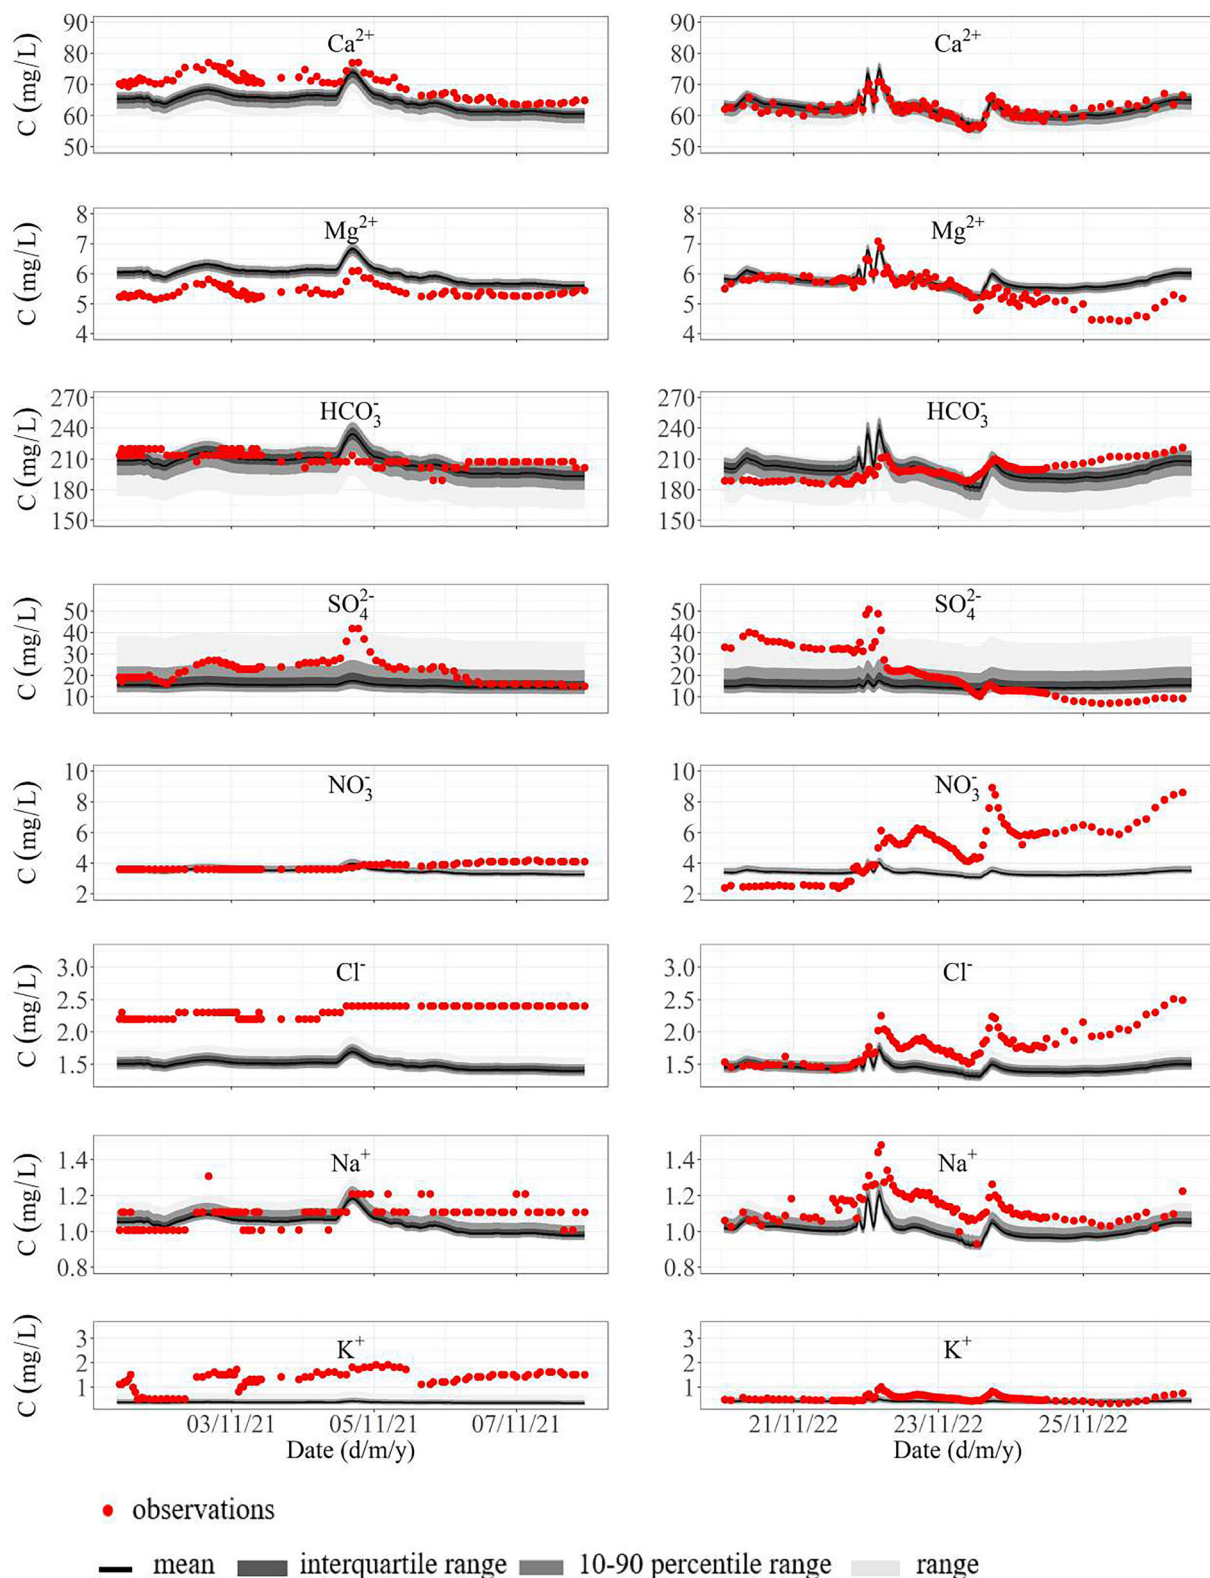 Ca²⁺
C (mg/L)
90
80
70
60
50
Ca²⁺
90
80
70
60
50
Mg²⁺
C (mg/L)
8
7
6
5
4
Mg²⁺
8
7
6
5
4
HCO₃⁻
C (mg/L)
270
240
210
180
150
HCO₃⁻
270
240
210
180
150
SO₄²⁻
C (mg/L)
50
40
30
20
10
SO₄²⁻
50
40
30
20
10
NO₃⁻
C (mg/L)
10
8
6
4
2
NO₃⁻
10
8
6
4
2
Cl⁻
C (mg/L)
3.0
2.5
2.0
1.5
Cl⁻
3.0
2.5
2.0
1.5
Na⁺
C (mg/L)
1.4
1.2
1.0
0.8
Na⁺
1.4
1.2
1.0
0.8
K⁺
C (mg/L)
3
2
1
K⁺
3
2
1
03/11/21 05/11/21 07/11/21
Date (d/m/y)
21/11/22 23/11/22 25/11/22
Date (d/m/y)
observations
mean interquartile range 10-90 percentile range range